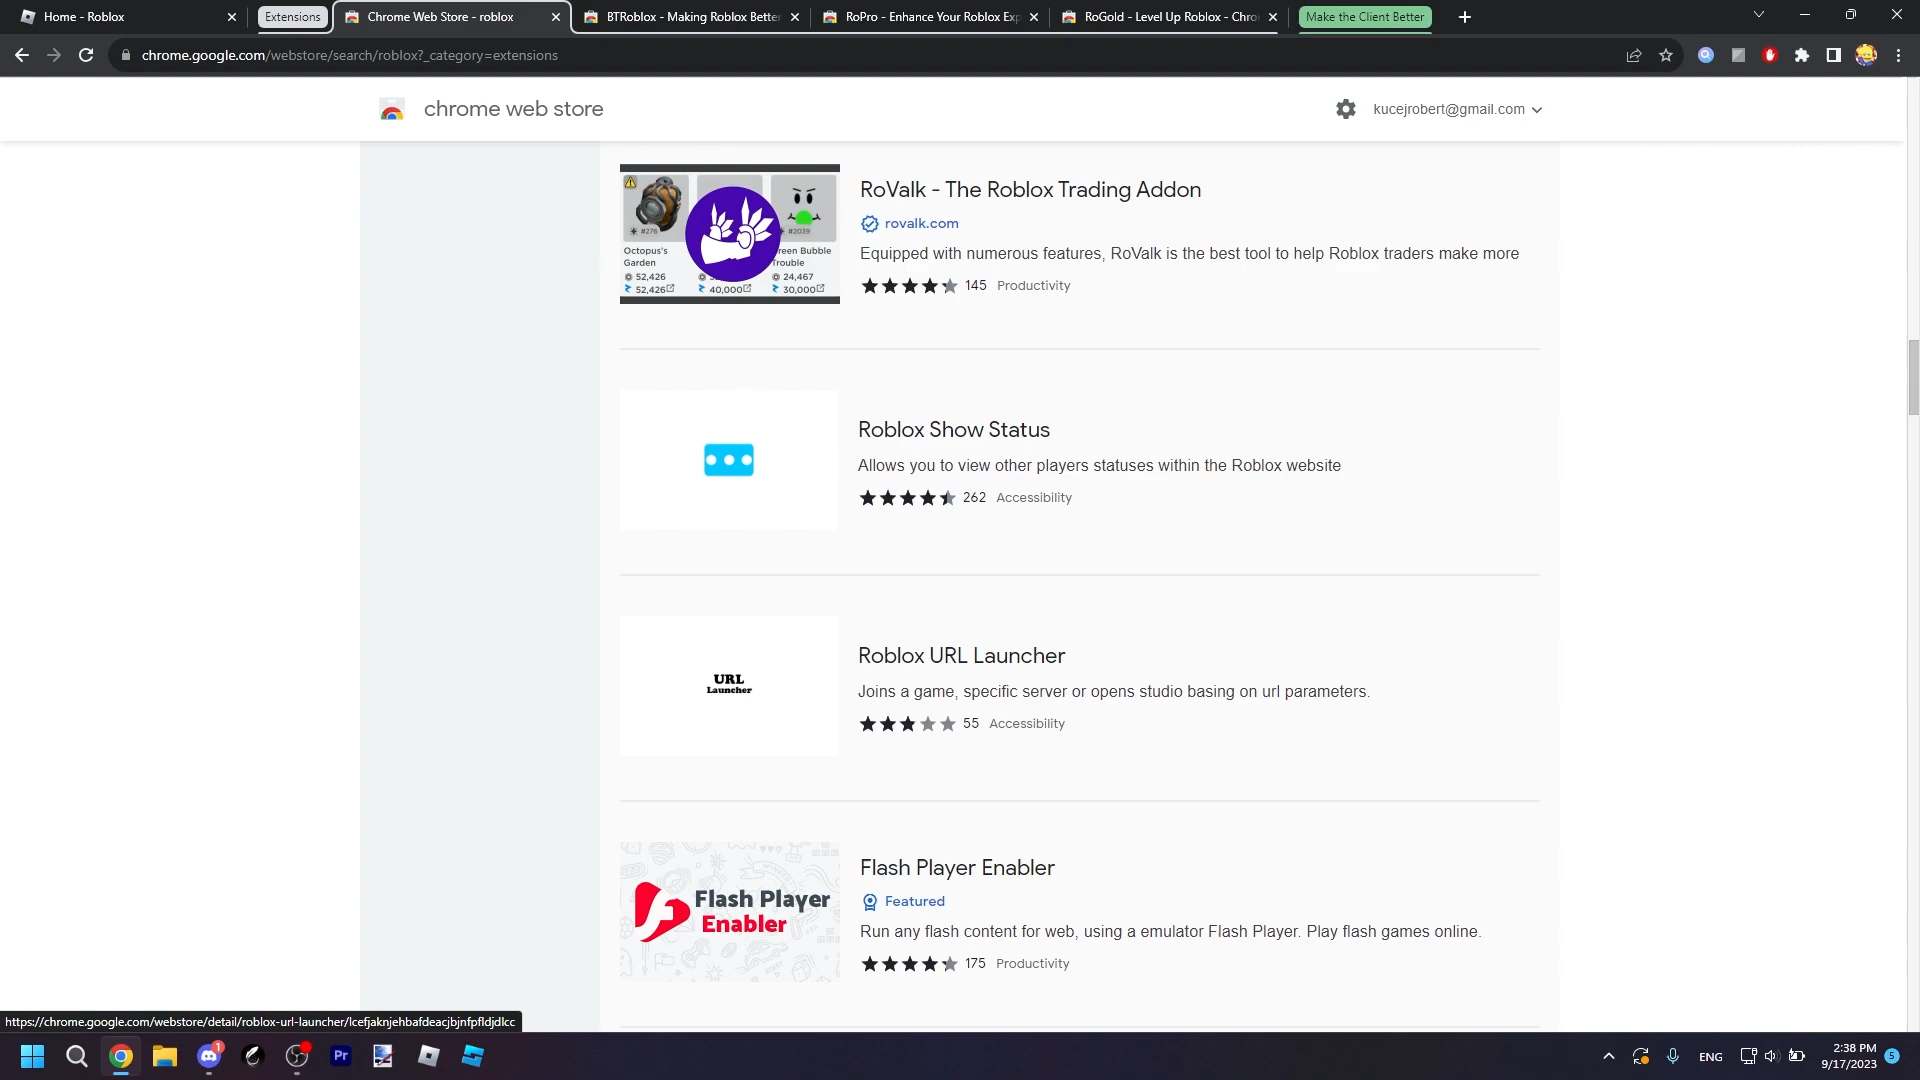 Home - Roblox
Extensions
Chrome Web Store - roblox
BTRoblox - Making Roblox Better
RoPro - Enhance Your Roblox Exp
RoGold - Level Up Roblox - Chro
Make the Client Better
chrome.google.com/webstore/search/roblox?_category=extensions
chrome web store
kucejrobert@gmail.com
RoValk - The Roblox Trading Addon
rovalk.com
Equipped with numerous features, RoValk is the best tool to help Roblox traders make more
145 Productivity
#276
#2039
Octopus's
Garden
52,426
52,426
40,000
reen Bubble
Trouble
24,467
30,000
Roblox Show Status
Allows you to view other players statuses within the Roblox website
262 Accessibility
URL
Launcher
Roblox URL Launcher
Joins a game, specific server or opens studio basing on url parameters.
55 Accessibility
Flash Player
Enabler
Flash Player Enabler
Featured
Run any flash content for web, using a emulator Flash Player. Play flash games online.
175 Productivity
https://chrome.google.com/webstore/detail/roblox-url-launcher/lcefjaknjehbafdeacjbjnfpfldjdlcc
1
Pr
ENG
2:38 PM
9/17/2023
5